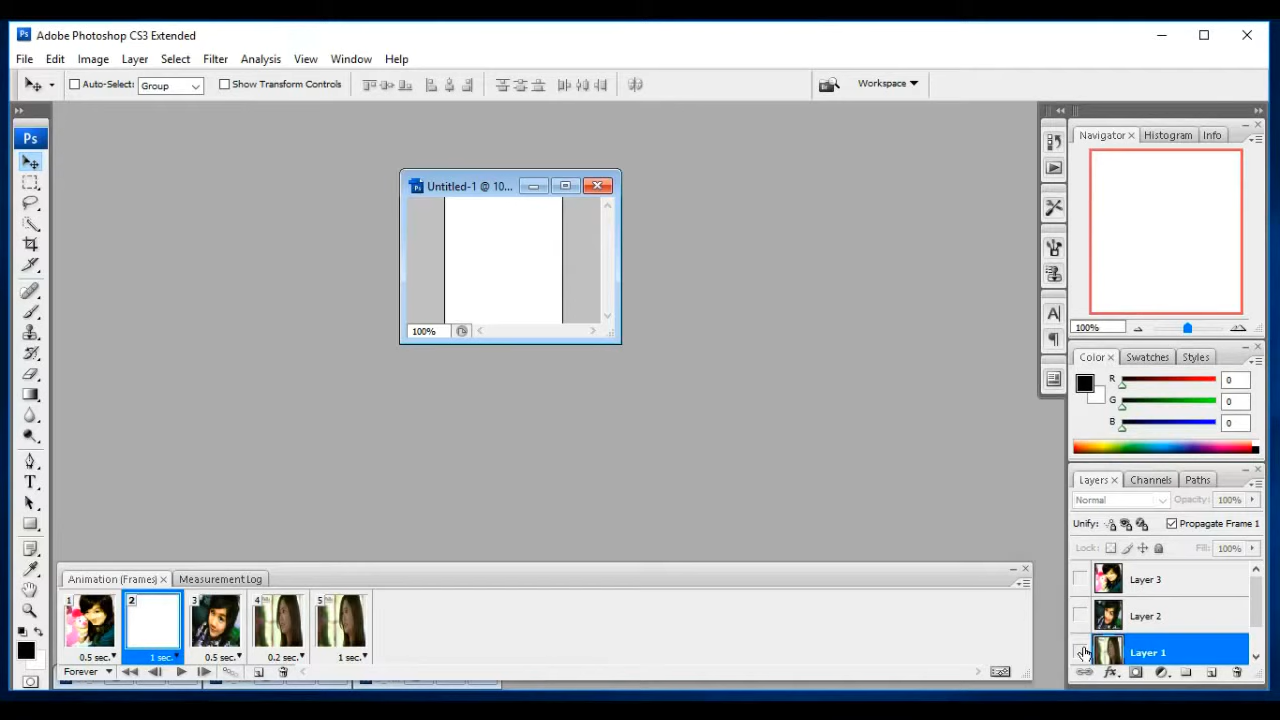 Ps Adobe Photoshop CS3 Extended
File Edit Image Layer Select Filter Analysis View Window Help
Auto-Select: Group Show Transform Controls Workspace
Ps
Untitled-1 @ 10...
100%
Navigator Histogram Info
100%
Color Swatches Styles
R 0
G 0
B 0
Layers Channels Paths
Normal Opacity: 100%
Unify: Propagate Frame 1
Lock: Fill: 100%
Layer 3
Layer 2
Layer 1
Animation (Frames) Measurement Log
1 2 3 4 5
0.5 sec. 1 sec. 0.5 sec. 0.2 sec. 1 sec.
Forever